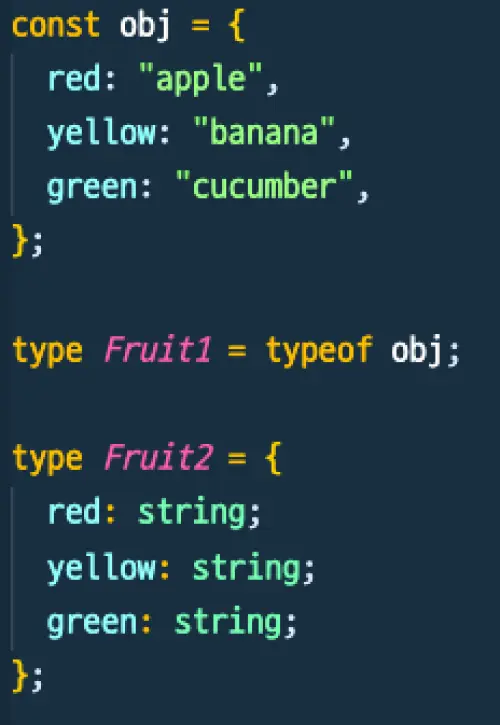 const obj = {
  red: "apple",
  yellow: "banana",
  green: "cucumber",
};

type Fruit1 = typeof obj;

type Fruit2 = {
  red: string;
  yellow: string;
  green: string;
};